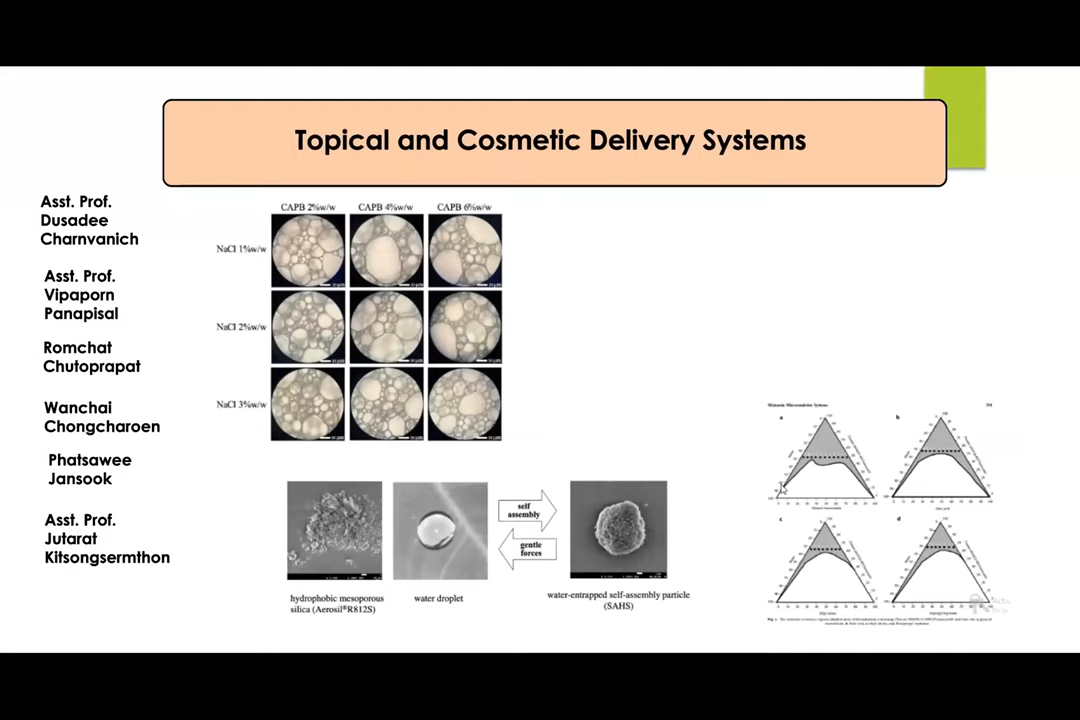 Topical and Cosmetic Delivery Systems
Asst. Prof.
Dusadee
Charnvanich
Asst. Prof.
Vipaporn
Panapisal
Romchat
Chutoprapat
Wanchai
Chongcharoen
Phatsawee
Jansook
Asst. Prof.
Jutarat
Kitsongsermthon
CAPB 2%w/w CAPB 4%w/w CAPB 6%w/w
NaCl 1%w/w
NaCl 2%w/w
NaCl 3%w/w
self
assembly
gentle
forces
hydrophobic mesoporous
silica (Aerosil®R812S)
water droplet
water-entrapped self-assembly particle
(SAHS)
a
b
c
d